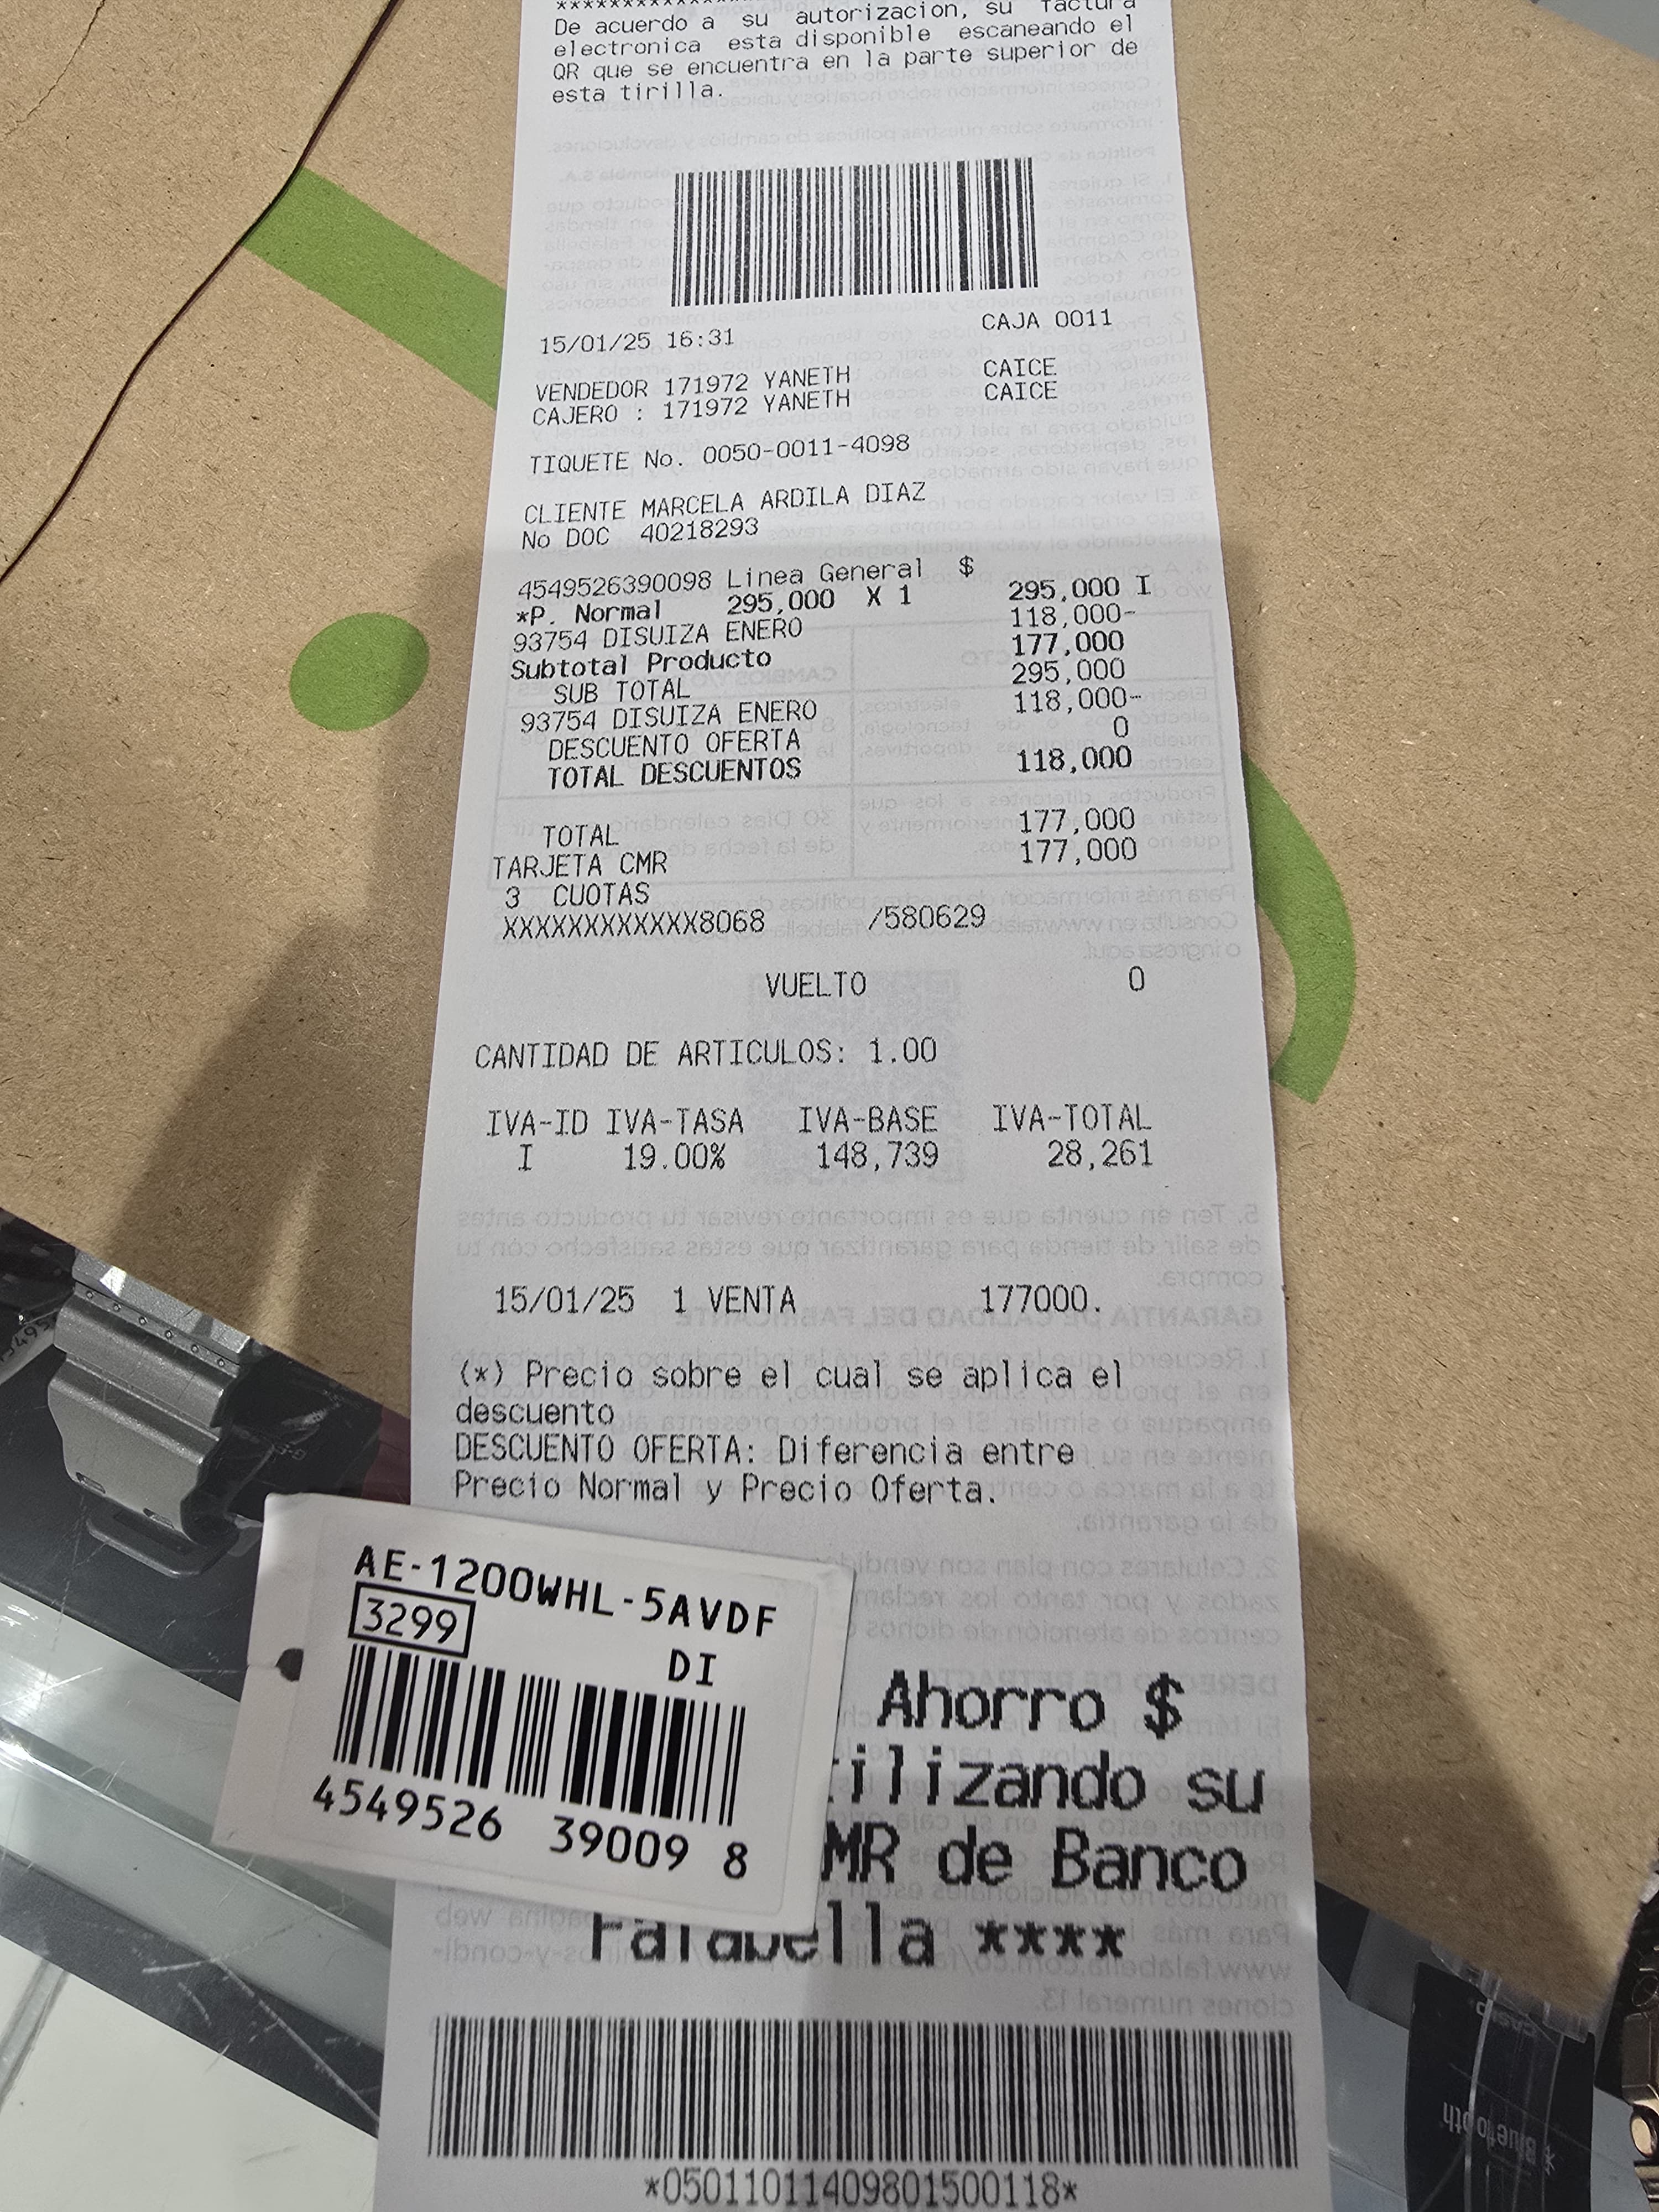 De acuerdo a su autorizacion, su factura
electronica esta disponible escaneando el
QR que se encuentra en la parte superior de
esta tirilla.
15/01/25 16:31 CAJA 0011
VENDEDOR 171972 YANETH CAICE
CAJERO : 171972 YANETH CAICE
TIQUETE No. 0050-0011-4098
CLIENTE MARCELA ARDILA DIAZ
No DOC 40218293
4549526390098 Linea General $
*P. Normal 295,000 X 1 295,000 I
93754 DISUIZA ENERO 118,000-
Subtotal Producto 177,000
SUB TOTAL 295,000
93754 DISUIZA ENERO 118,000-
DESCUENTO OFERTA 0
TOTAL DESCUENTOS 118,000
TOTAL 177,000
TARJETA CMR 177,000
3 CUOTAS
XXXXXXXXXXXX8068 /580629
VUELTO 0
CANTIDAD DE ARTICULOS: 1.00
IVA-ID IVA-TASA IVA-BASE IVA-TOTAL
I 19.00% 148,739 28,261
15/01/25 1 VENTA 177000.
(*) Precio sobre el cual se aplica el
descuento
DESCUENTO OFERTA: Diferencia entre
Precio Normal y Precio Oferta.
AE-1200WHL-5AVDF
3299
DI
4549526 39009 8
Ahorro $
ilizando su
MR de Banco
Falabella ****
*05011011409801500118*
Bluetooth